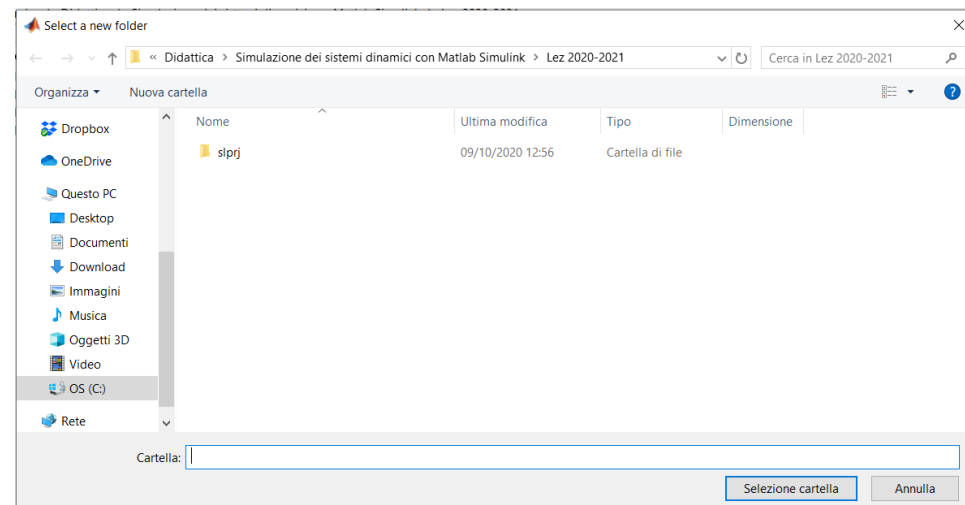 Select a new folder
« Didattica > Simulazione dei sistemi dinamici con Matlab Simulink > Lez 2020-2021
Cerca in Lez 2020-2021
Organizza
Nuova cartella
Nome Ultima modifica Tipo Dimensione
slprj 09/10/2020 12:56 Cartella di file
Dropbox
OneDrive
Questo PC
Desktop
Documenti
Download
Immagini
Musica
Oggetti 3D
Video
OS (C:)
Rete
Cartella:
Selezione cartella Annulla